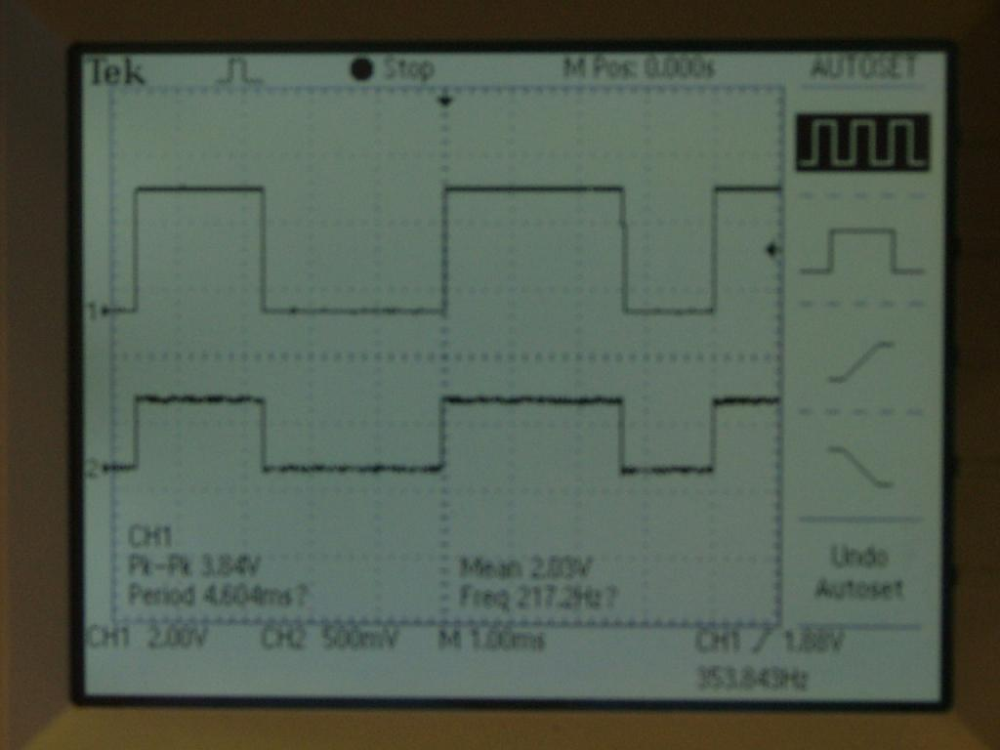 Tek Stop M Pos: 0.000s AUTOSET
1
2
CH1
Pk-Pk 3.84V Mean 2.03V
Period 4.604ms? Freq 217.2Hz?
Undo
Autoset
CH1 2.00V CH2 500mV M 1.00ms CH1 1.88V
353.843Hz